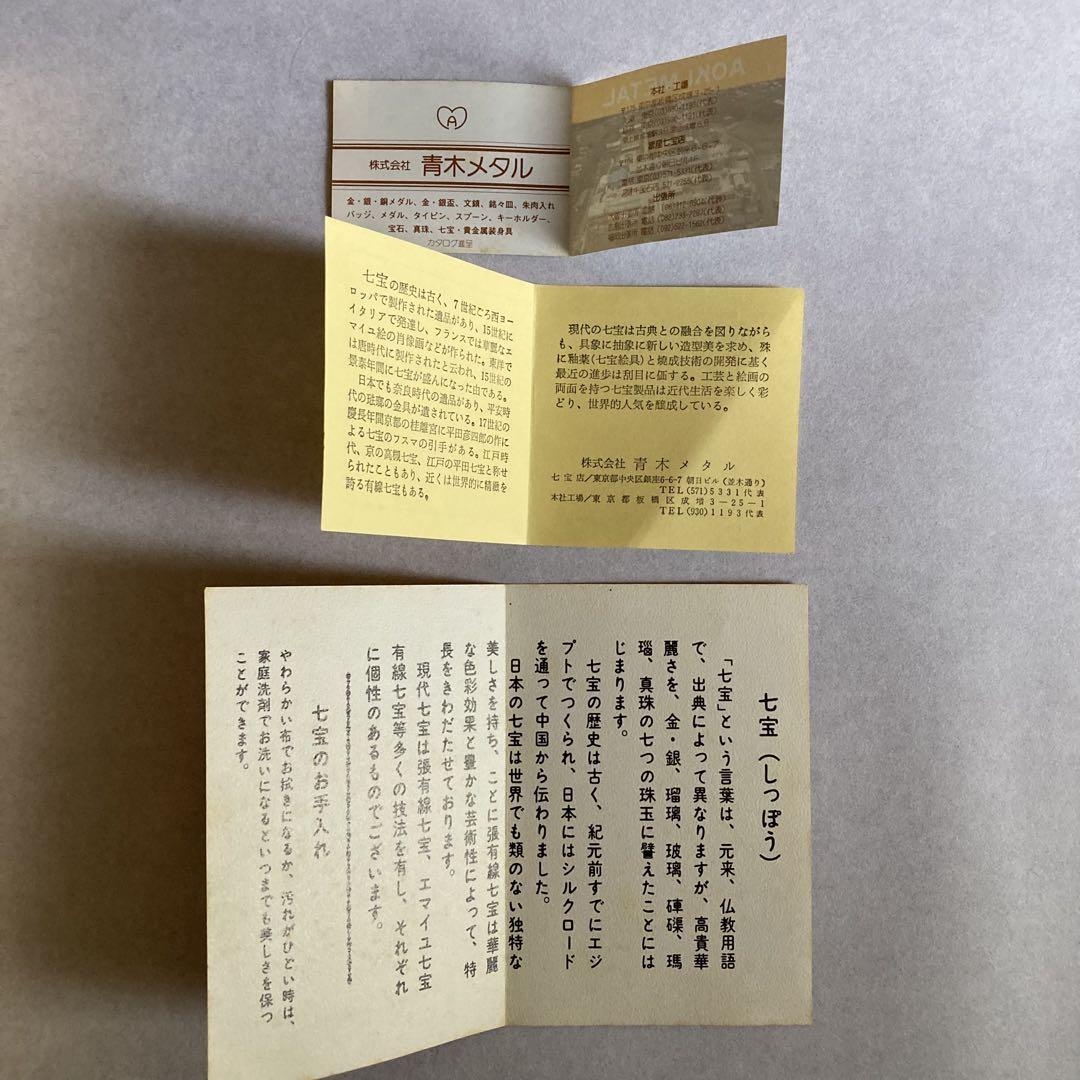 A
株式会社 青木メタル
金・銀・銅メダル、金・銀盃、文鎮、銘々皿、朱肉入れ
バッジ、メダル、タイピン、スプーン、キーホルダー、
宝石、真珠、七宝・貴金属装身具
カタログ進呈
AOKI METAL
本社・工場
銀座七宝店
出張所
七宝の歴史は古く、7世紀ごろ西ヨー
ロッパで製作された遺品があり、15世紀に
イタリアで発達し、フランスでは華麗なエ
マイユ絵の肖像画などが作られた。東洋で
は唐時代に製作されたと云われ、15世紀の
景泰年間に七宝が盛んになった由である。
日本でも奈良時代の遺品があり、平安時
代の琺瑯の金具が遺されている。17世紀の
慶長年間京都の桂離宮に平田彦四郎の作に
よる七宝のフスマの引手がある。江戸時
代、京の高槻七宝、江戸の平田七宝と称せ
られたこともあり、近くは世界的に精緻を
誇る有線七宝もある。
現代の七宝は古典との融合を図りながら
も、具象に抽象に新しい造型美を求め、殊
に釉薬(七宝絵具)と焼成技術の開発に基く
最近の進歩は刮目に価する。工芸と絵画の
両面を持つ七宝製品は近代生活を楽しく彩
どり、世界的人気を醸成している。
株式会社 青木メタル
七宝店/東京都中央区銀座6-6-7 朝日ビル(並木通り)
TEL(571)5331代表
本社工場/東京都板橋区成増3-25-1
TEL(930)1193代表
七宝(しっぽう)
「七宝」という言葉は、元来、仏教用語
で、出典によって異なりますが、高貴華
麗さを、金・銀、瑠璃、玻璃、硨磲、瑪
瑙、真珠の七つの珠玉に譬えたことには
じまります。
七宝の歴史は古く、紀元前すでにエジ
プトでつくられ、日本にはシルクロード
を通って中国から伝わりました。
日本の七宝は世界でも類のない独特な
美しさを持ち、ことに張有線七宝は華麗
な色彩効果と豊かな芸術性によって、特
長をきわだたせております。
現代七宝は張有線七宝、エマイユ七宝
有線七宝等多くの技法を有し、それぞれ
に個性のあるものでございます。
七宝のお手入れ
やわらかい布でお拭きになるか、汚れがひどい時は、
家庭洗剤でお洗いになるといつまでも美しさを保つ
ことができます。